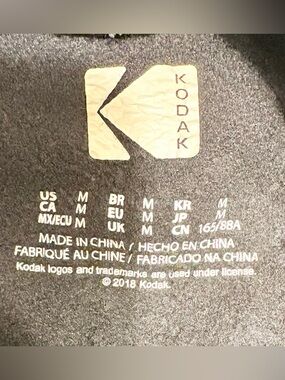 KODAK
US M BR M KR M
CA M EU M JP M
MX/ECU M UK M CN 165/88A
MADE IN CHINA / HECHO EN CHINA
FABRIQUÉ AU CHINE / FABRICADO NA CHINA
Kodak logos and trademarks are used under license.
© 2018 Kodak.